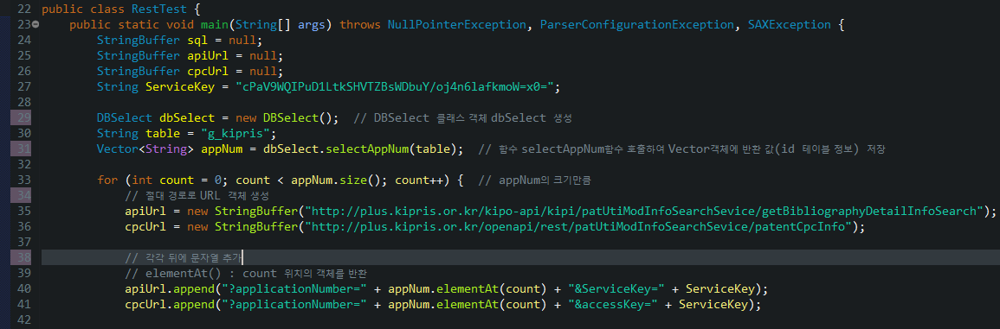 22 public class RestTest {
23 public static void main(String[] args) throws NullPointerException, ParserConfigurationException, SAXException {
24 StringBuffer sql = null;
25 StringBuffer apiUrl = null;
26 StringBuffer cpcUrl = null;
27 String ServiceKey = "cPaV9WQIPuD1LtkSHVTZBsWDbuY/oj4n6lafkmoW=x0=";
28
29 DBSelect dbSelect = new DBSelect(); // DBSelect 클래스 객체 dbSelect 생성
30 String table = "g_kipris";
31 Vector<String> appNum = dbSelect.selectAppNum(table); // 함수 selectAppNum함수 호출하여 Vector객체에 반환 값(id 테이블 정보) 저장
32
33 for (int count = 0; count < appNum.size(); count++) { // appNum의 크기만큼
34 // 절대 경로로 URL 객체 생성
35 apiUrl = new StringBuffer("http://plus.kipris.or.kr/kipo-api/kipi/patUtiModInfoSearchSevice/getBibliographyDetailInfoSearch");
36 cpcUrl = new StringBuffer("http://plus.kipris.or.kr/openapi/rest/patUtiModInfoSearchSevice/patentCpcInfo");
37
38 // 각각 뒤에 문자열 추가
39 // elementAt() : count 위치의 객체를 반환
40 apiUrl.append("?applicationNumber=" + appNum.elementAt(count) + "&ServiceKey=" + ServiceKey);
41 cpcUrl.append("?applicationNumber=" + appNum.elementAt(count) + "&accessKey=" + ServiceKey);
42